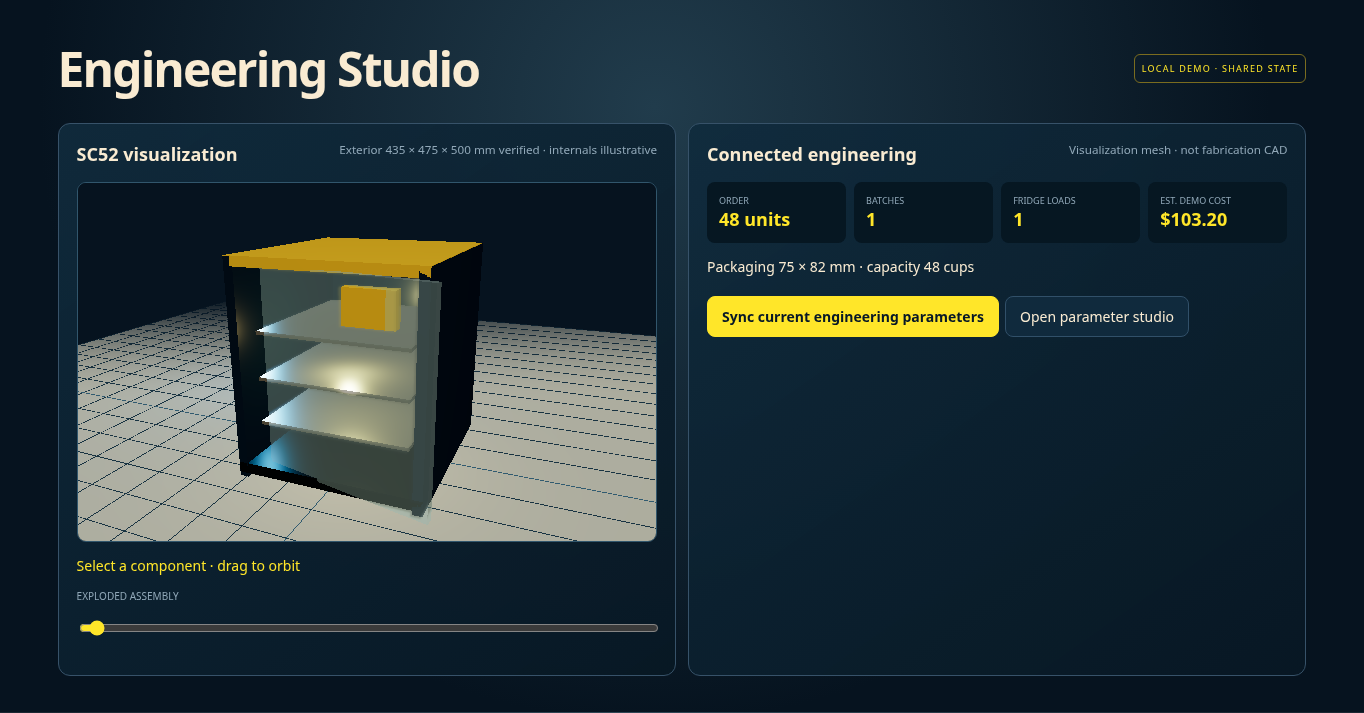 Engineering Studio
LOCAL DEMO · SHARED STATE
SC52 visualization
Exterior 435 × 475 × 500 mm verified · internals illustrative
Select a component · drag to orbit
EXPLODED ASSEMBLY
Connected engineering
Visualization mesh · not fabrication CAD
ORDER
48 units
BATCHES
1
FRIDGE LOADS
1
EST. DEMO COST
$103.20
Packaging 75 × 82 mm · capacity 48 cups
Sync current engineering parameters
Open parameter studio